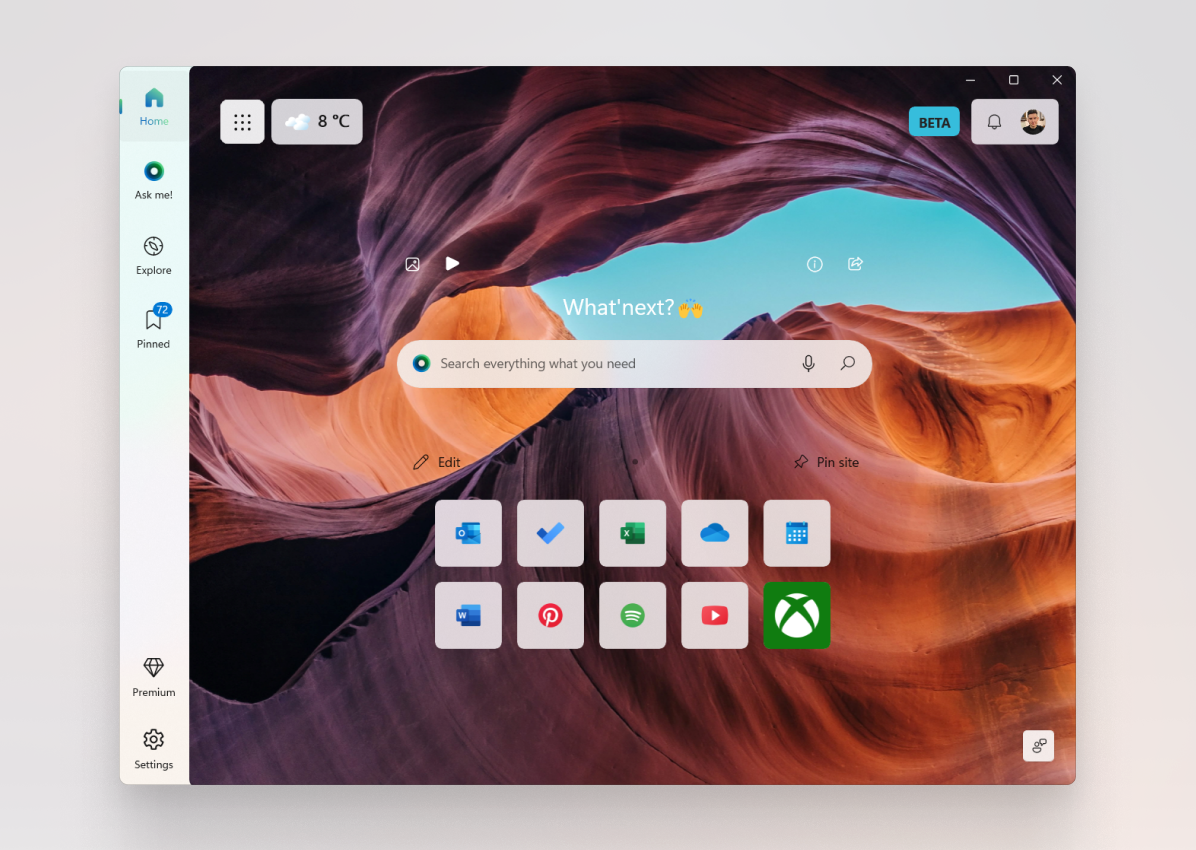 Home
Ask me!
Explore
72
Pinned
Premium
Settings
8 °C
BETA
What'next? 🙌
Search everything what you need
Edit
Pin site